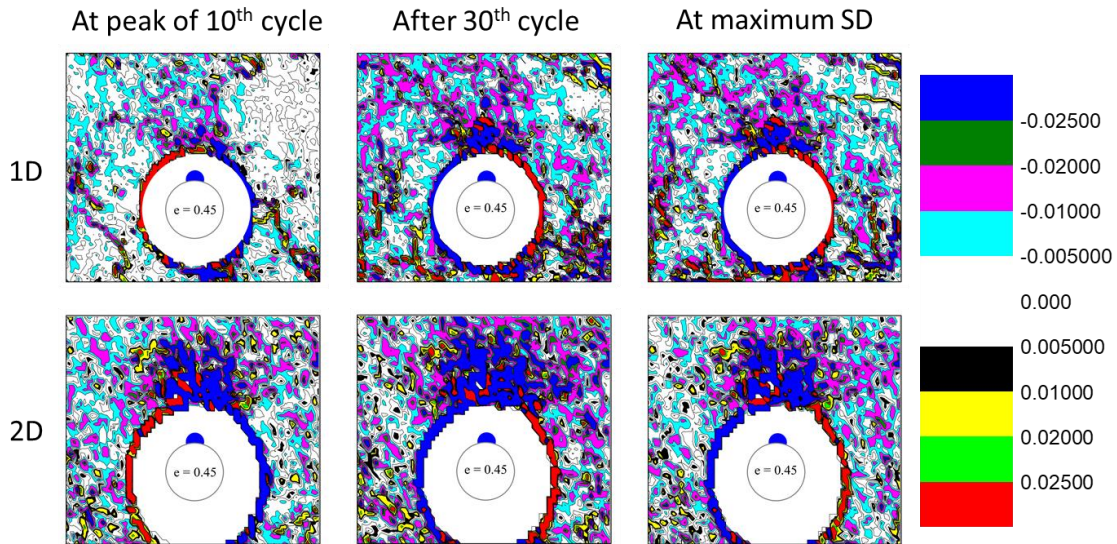 At peak of 10th cycle
After 30th cycle
At maximum SD
1D
e = 0.45
e = 0.45
e = 0.45
2D
e = 0.45
e = 0.45
e = 0.45
-0.02500
-0.02000
-0.01000
-0.005000
0.000
0.005000
0.01000
0.02000
0.02500